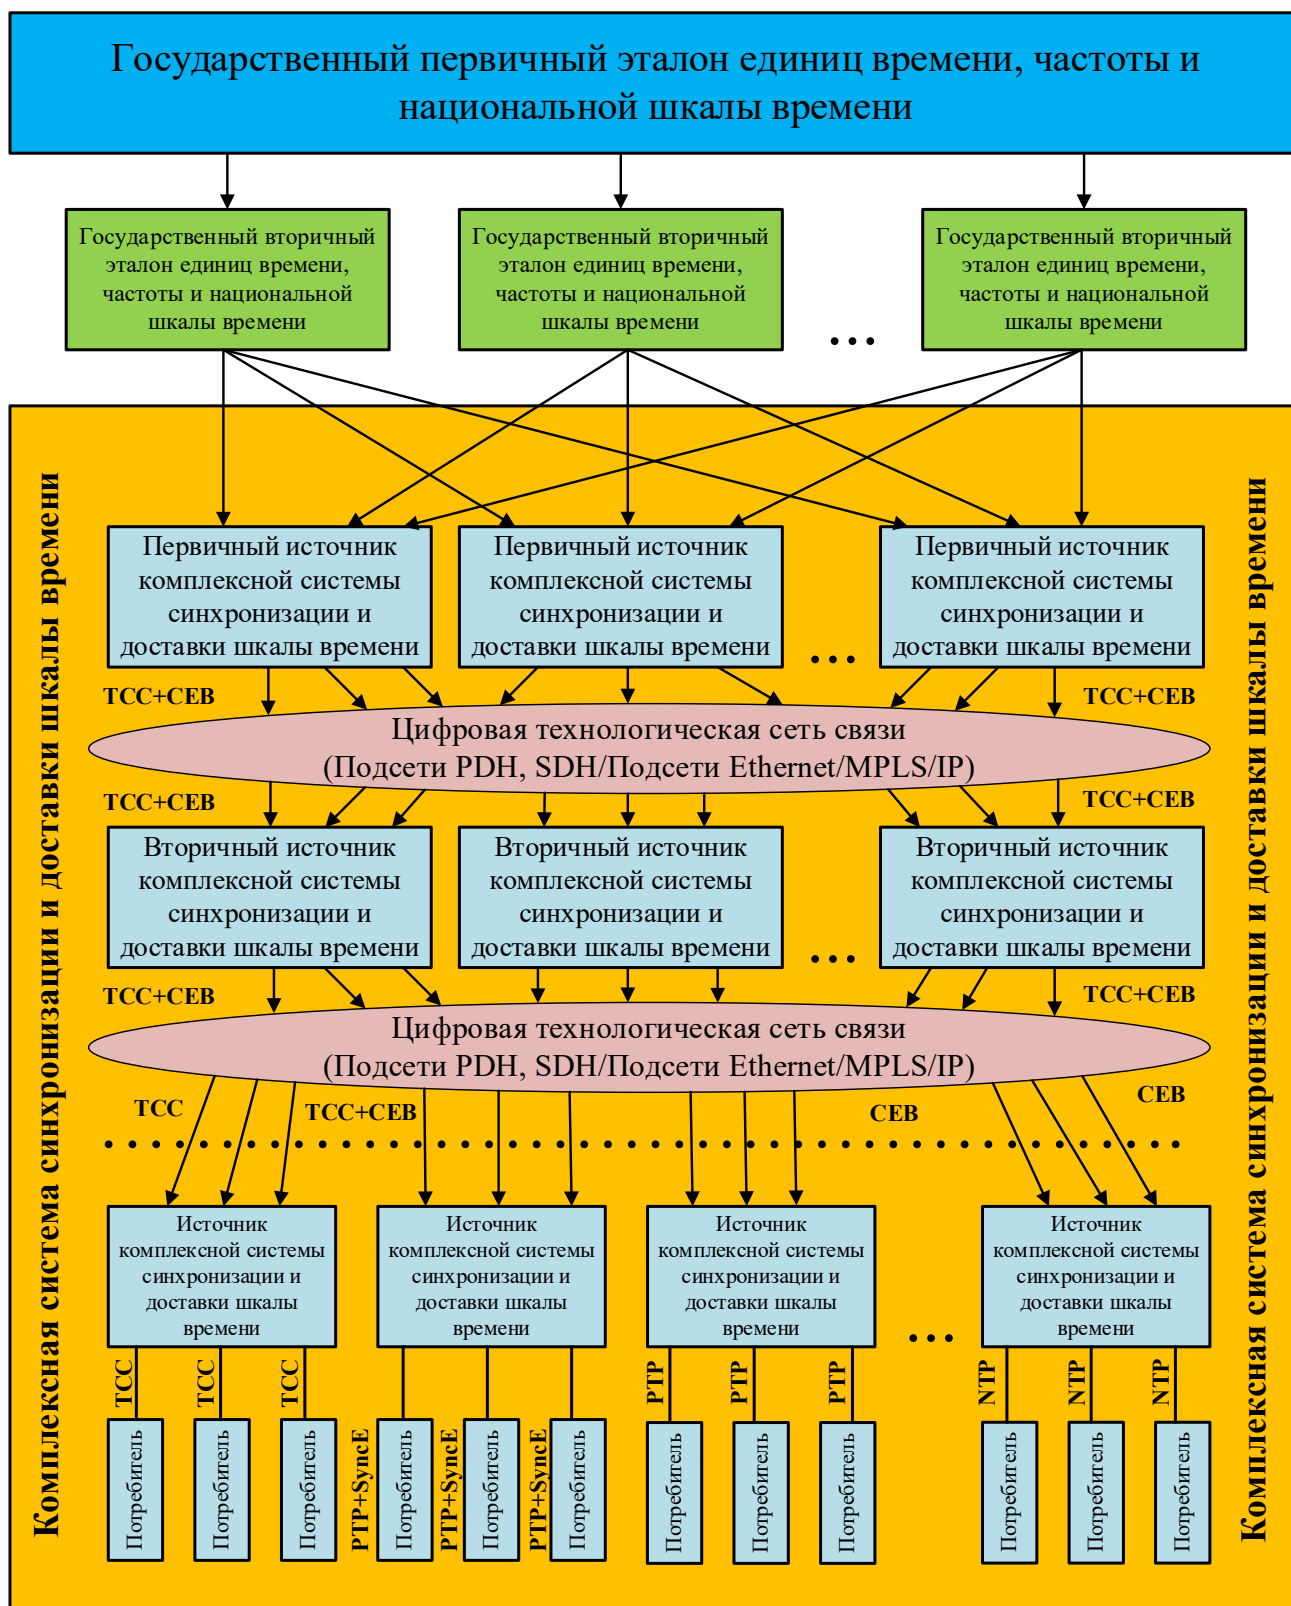 Государственный первичный эталон единиц времени, частоты и
национальной шкалы времени
Государственный вторичный
эталон единиц времени,
частоты и национальной
шкалы времени
Государственный вторичный
эталон единиц времени,
частоты и национальной
шкалы времени
...
Государственный вторичный
эталон единиц времени,
частоты и национальной
шкалы времени
Комплексная система синхронизации и доставки шкалы времени
Комплексная система синхронизации и доставки шкалы времени
Первичный источник
комплексной системы
синхронизации и
доставки шкалы времени
Первичный источник
комплексной системы
синхронизации и
доставки шкалы времени
...
Первичный источник
комплексной системы
синхронизации и
доставки шкалы времени
ТСС+СЕВ
ТСС+СЕВ
Цифровая технологическая сеть связи
(Подсети PDH, SDH/Подсети Ethernet/MPLS/IP)
ТСС+СЕВ
ТСС+СЕВ
Вторичный источник
комплексной системы
синхронизации и
доставки шкалы времени
Вторичный источник
комплексной системы
синхронизации и
доставки шкалы времени
...
Вторичный источник
комплексной системы
синхронизации и
доставки шкалы времени
ТСС+СЕВ
ТСС+СЕВ
Цифровая технологическая сеть связи
(Подсети PDH, SDH/Подсети Ethernet/MPLS/IP)
ТСС
ТСС+СЕВ
СЕВ
СЕВ
Источник
комплексной системы
синхронизации и
доставки шкалы
времени
Источник
комплексной системы
синхронизации и
доставки шкалы
времени
Источник
комплексной системы
синхронизации и
доставки шкалы
времени
...
Источник
комплексной системы
синхронизации и
доставки шкалы
времени
ТСС
ТСС
ТСС
PTP+SyncE
PTP+SyncE
PTP+SyncE
PTP
PTP
PTP
NTP
NTP
NTP
Потребитель
Потребитель
Потребитель
Потребитель
Потребитель
Потребитель
Потребитель
Потребитель
Потребитель
Потребитель
Потребитель
Потребитель